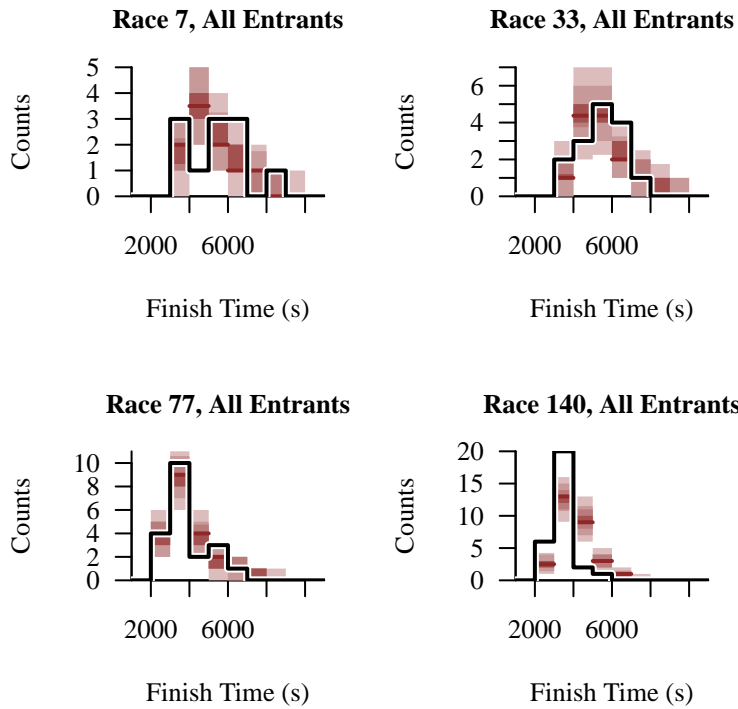 Race 7, All Entrants
Counts
5
4
3
2
1
0
2000 6000
Finish Time (s)
Race 33, All Entrants
Counts
6
4
2
0
2000 6000
Finish Time (s)
Race 77, All Entrants
Counts
10
8
6
4
2
0
2000 6000
Finish Time (s)
Race 140, All Entrants
Counts
20
15
10
5
0
2000 6000
Finish Time (s)